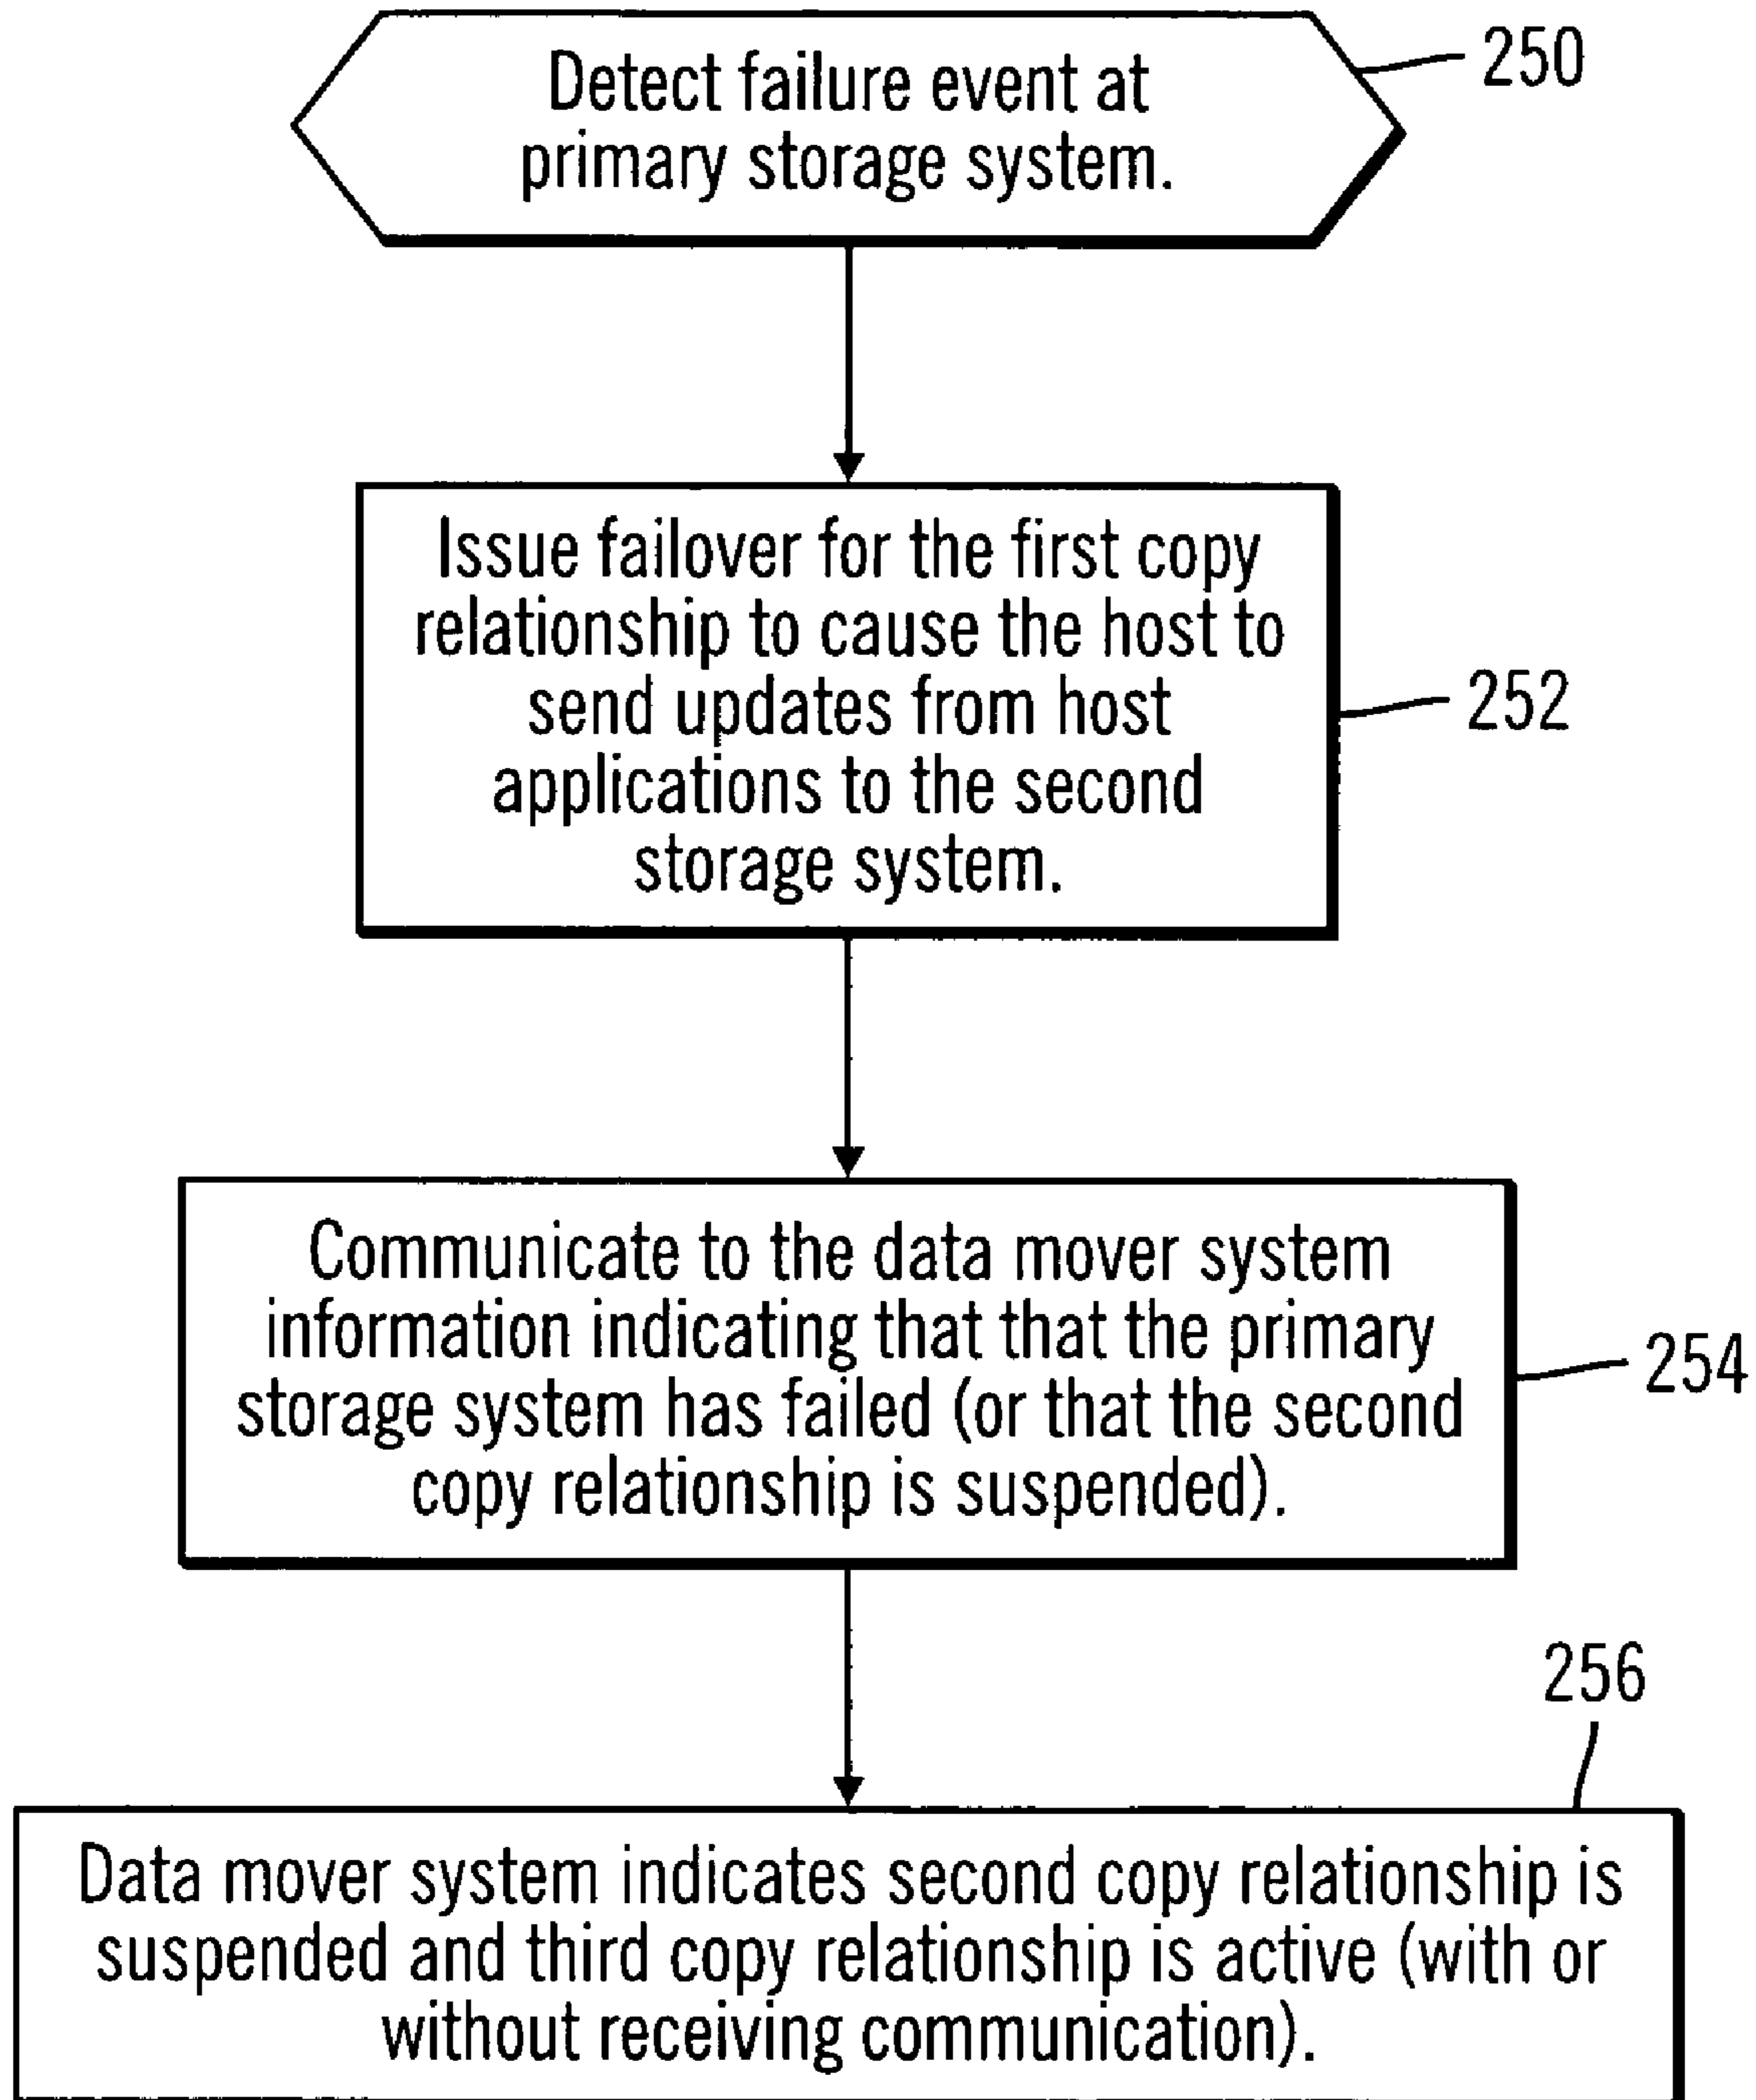 Detect failure event at
primary storage system.
250
Issue failover for the first copy
relationship to cause the host to
send updates from host
applications to the second
storage system.
252
Communicate to the data mover system
information indicating that that the primary
storage system has failed (or that the second
copy relationship is suspended).
254
256
Data mover system indicates second copy relationship is
suspended and third copy relationship is active (with or
without receiving communication).